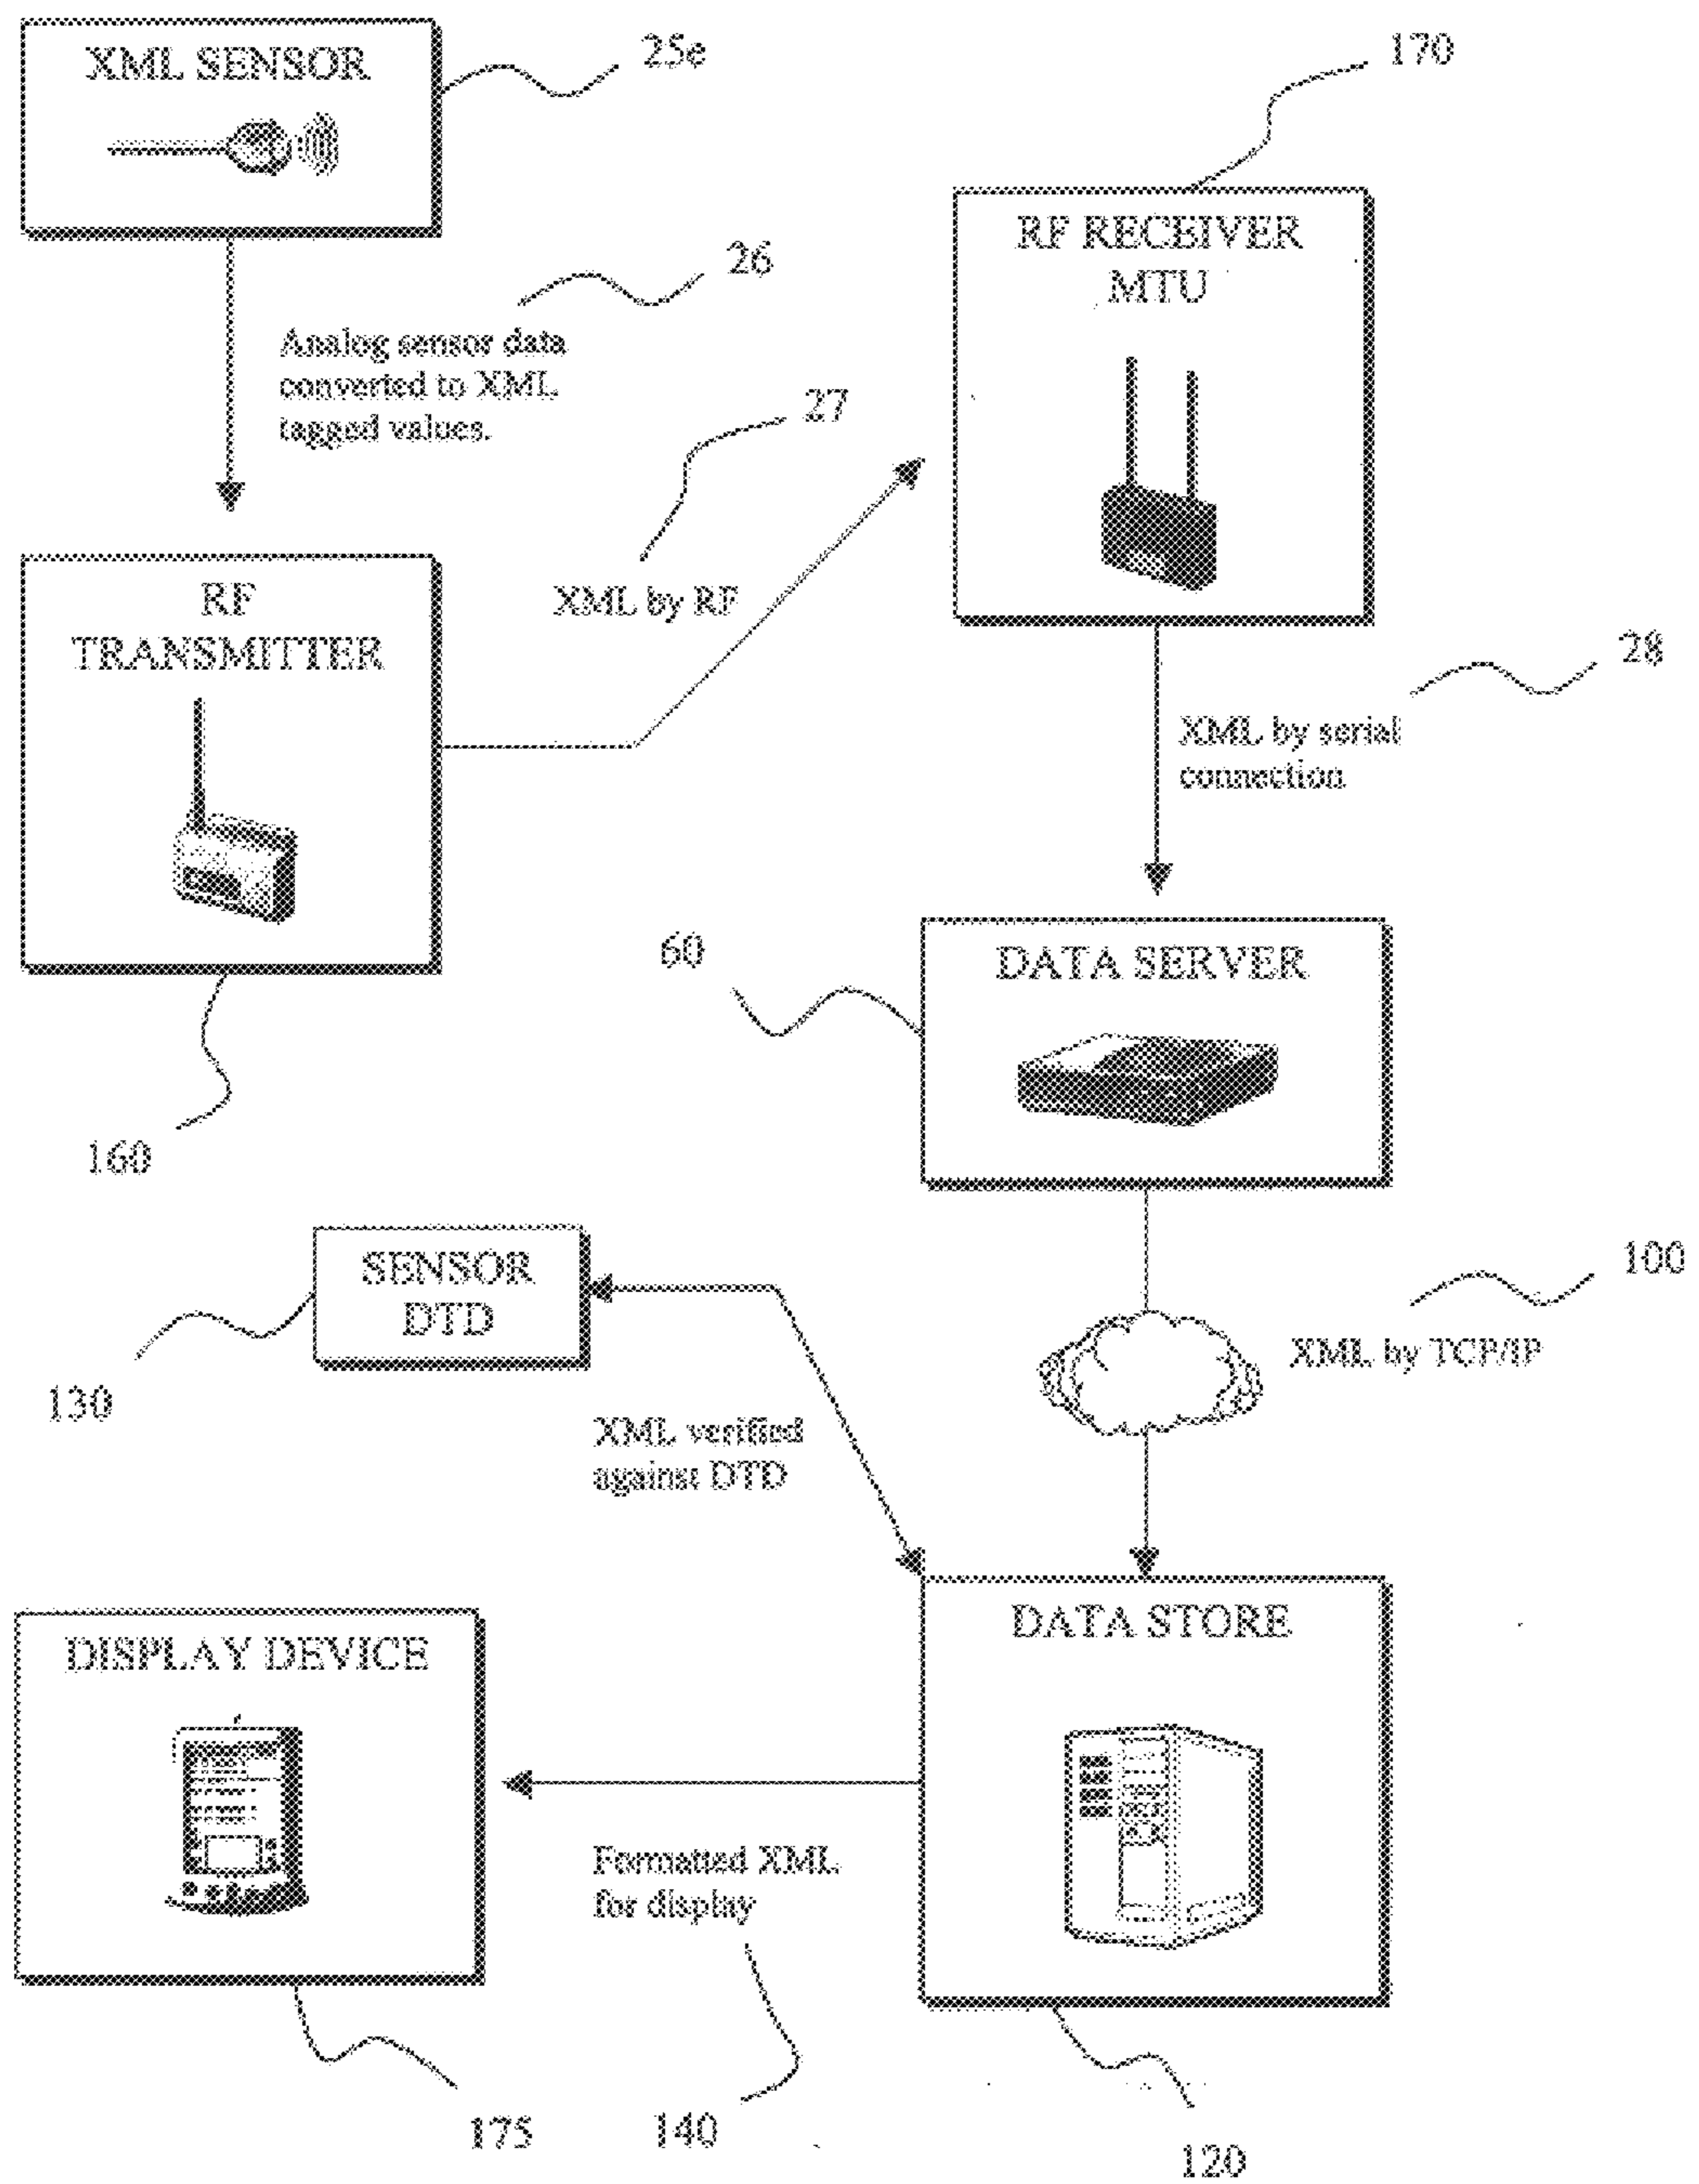 XML SENSOR
25e
170
RF RECEIVER
MTU
26
Analog sensor data
converted to XML
tagged values.
27
XML by RF
RF
TRANSMITTER
28
XML by serial
connection
60
DATA SERVER
160
SENSOR
DTD
100
XML by TCP/IP
130
XML verified
against DTD
DISPLAY DEVICE
DATA STORE
Formatted XML
for display
175
140
120